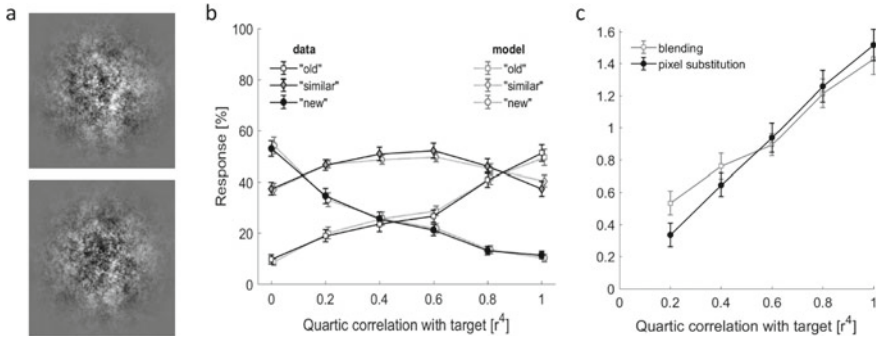 a
b
c
Response [%]
100
80
60
40
20
0
data
"old"
"similar"
"new"
model
"old"
"similar"
"new"
0 0.2 0.4 0.6 0.8 1
Quartic correlation with target [r⁴]
1.6
1.4
1.2
1
0.8
0.6
0.4
0.2
0
blending
pixel substitution
0 0.2 0.4 0.6 0.8 1
Quartic correlation with target [r⁴]